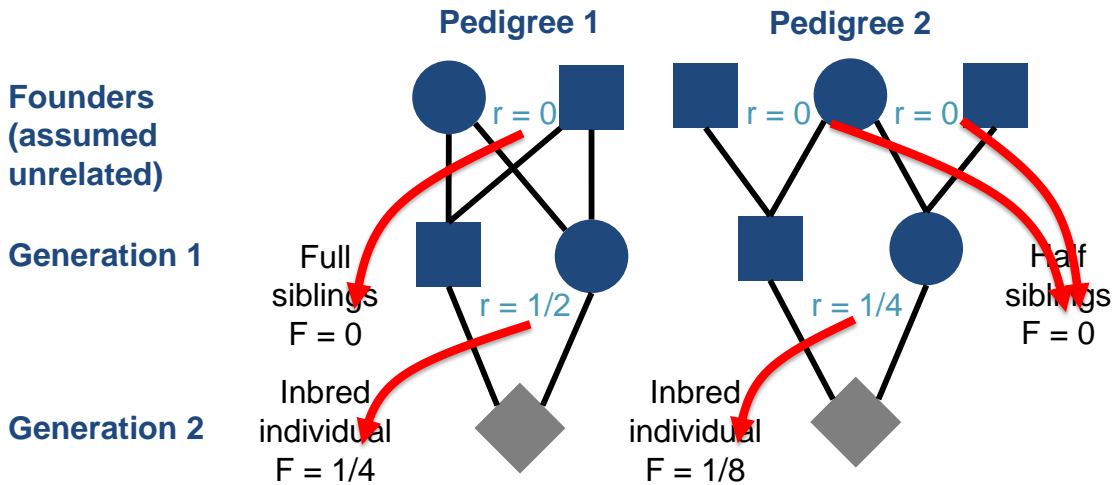 Pedigree 1
Pedigree 2
Founders
(assumed
unrelated)
r = 0
r = 0
r = 0
Generation 1
Full
siblings
F = 0
r = 1/2
r = 1/4
Half
siblings
F = 0
Generation 2
Inbred
individual
F = 1/4
Inbred
individual
F = 1/8